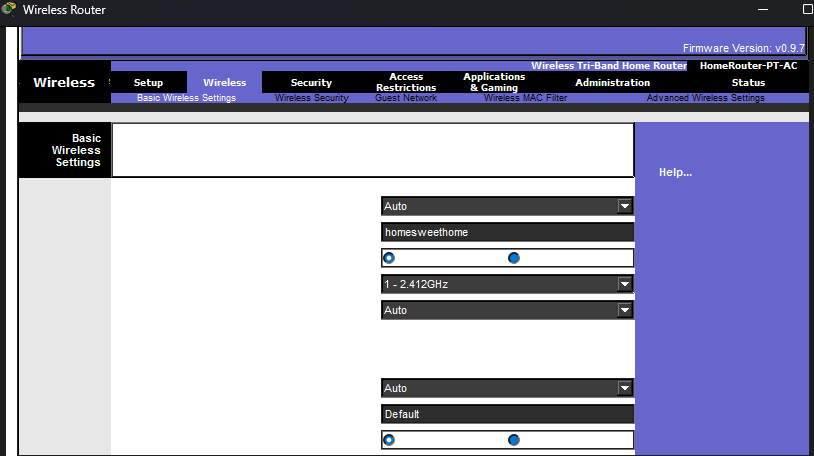 Wireless Router
Firmware Version: v0.9.7
Wireless Tri-Band Home Router HomeRouter-PT-AC
Wireless
Setup Wireless Security Access Restrictions Applications & Gaming Administration Status
Basic Wireless Settings Wireless Security Guest Network Wireless MAC Filter Advanced Wireless Settings
Basic
Wireless
Settings
Help...
Auto
homesweethome
1 - 2.412GHz
Auto
Auto
Default